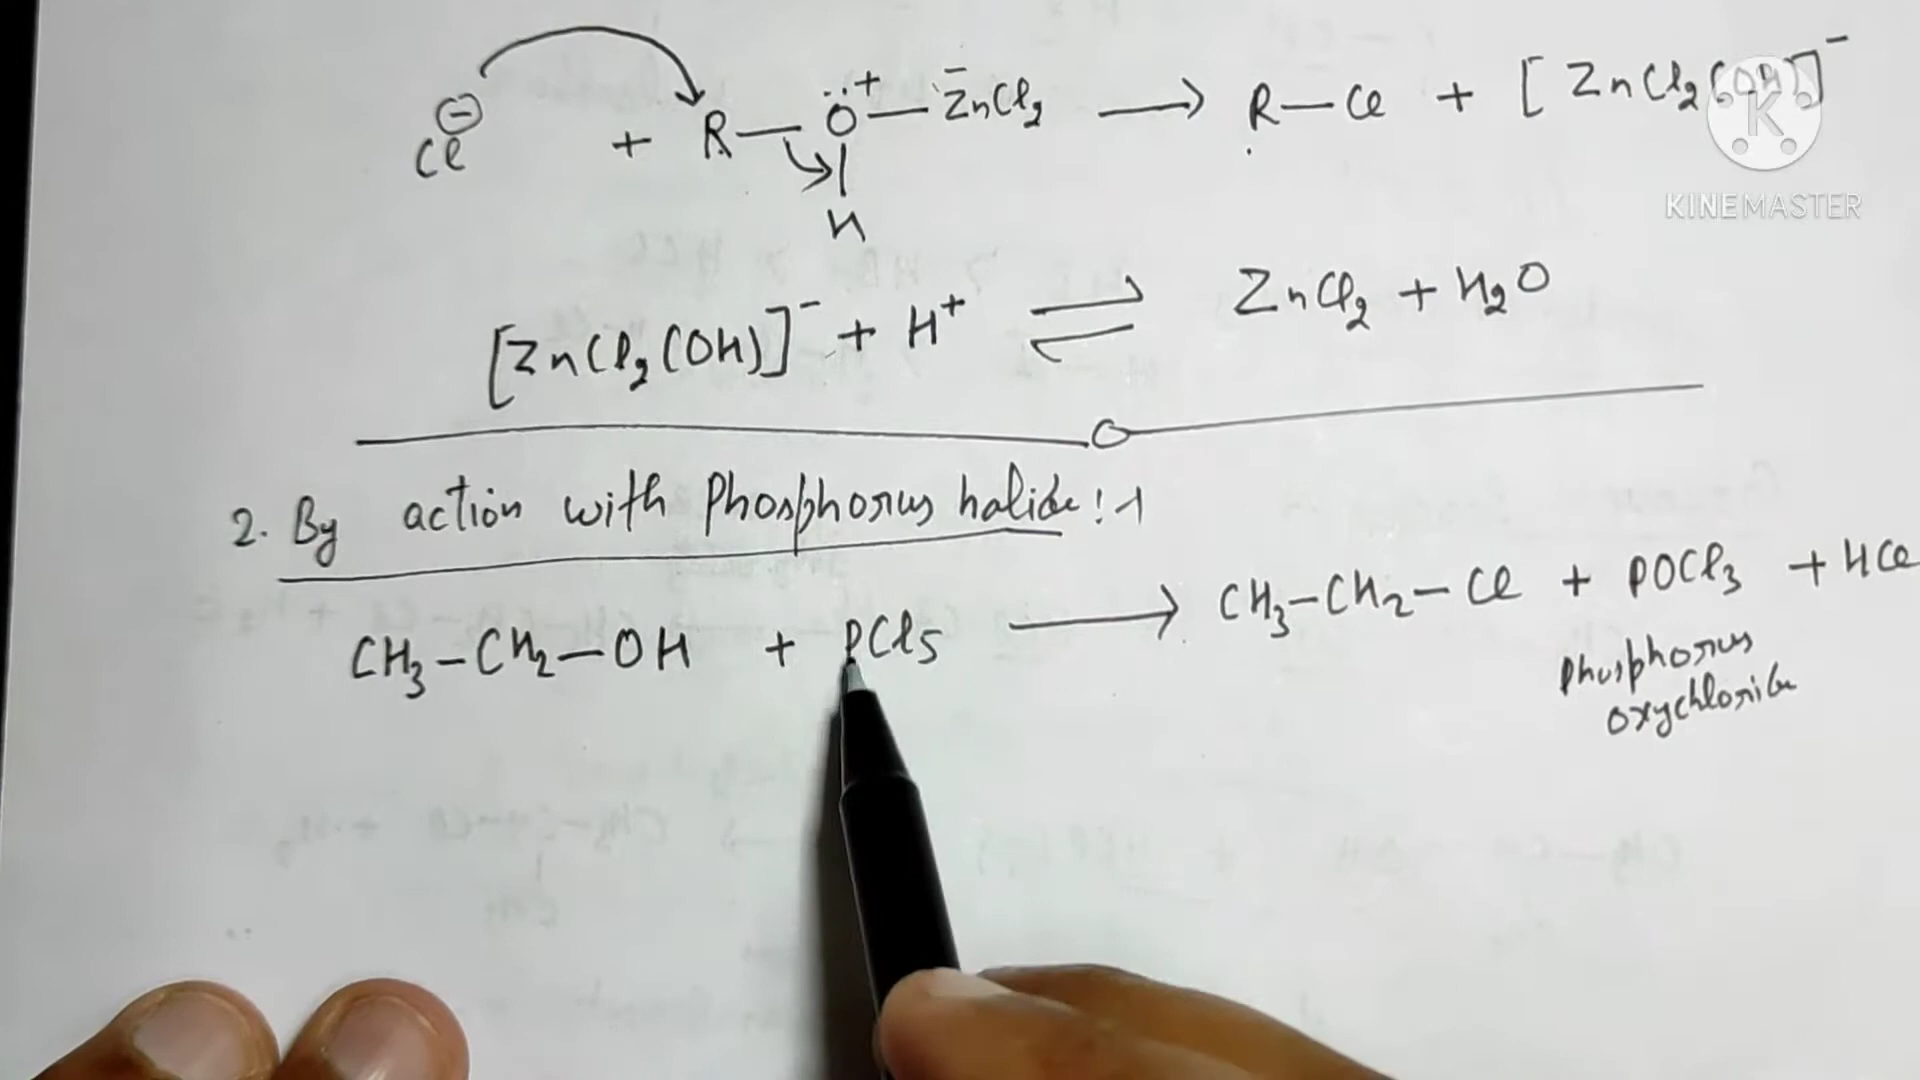 Cl⊖ + R—Ö⁺—Z̄nCl₂ ⟶ R—Cl + [ZnCl₂(OH)]⁻
H
KINEMASTER
[ZnCl₂(OH)]⁻ + H⁺ ⇌ ZnCl₂ + H₂O
2. By action with Phosphorus halide:-
CH₃-CH₂-OH + PCl5 ⟶ CH₃-CH₂-Cl + POCl₃ + HCl
Phosphorus
oxychloride